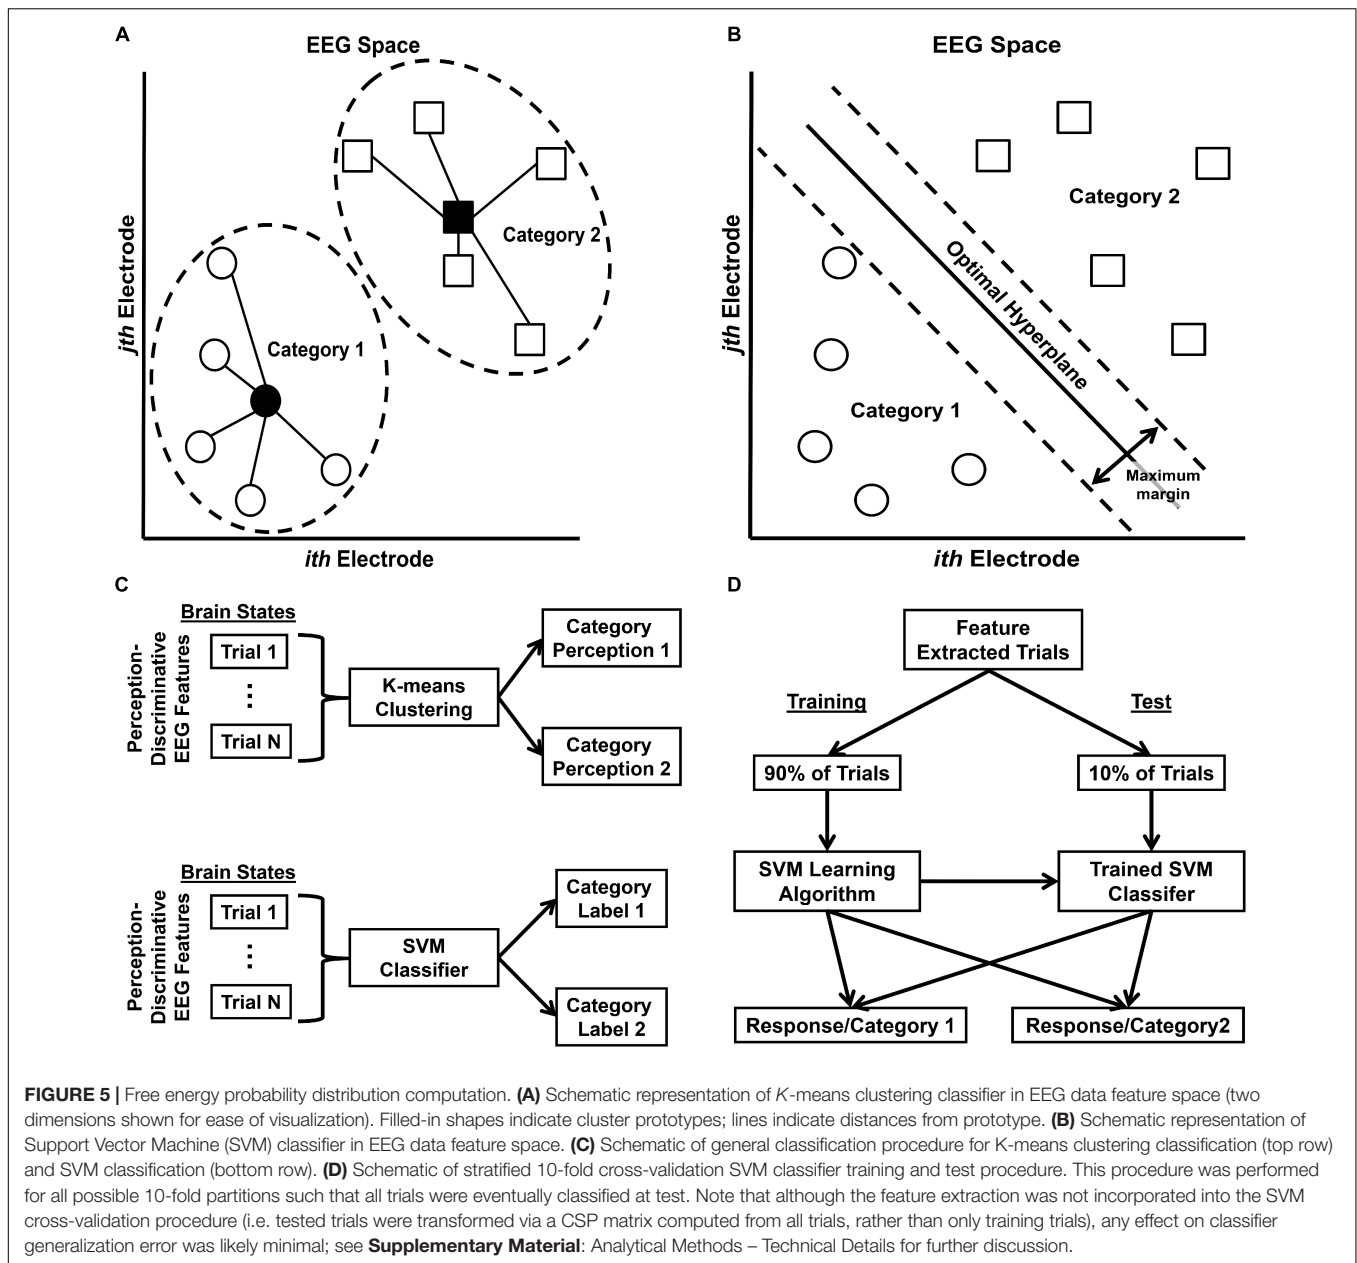 A
EEG Space
jth Electrode
Category 2
Category 1
ith Electrode
B
EEG Space
jth Electrode
Category 2
Optimal Hyperplane
Category 1
Maximum
margin
ith Electrode
C
Perception-
Discriminative
EEG Features
Brain States
Trial 1
⋮
Trial N
K-means
Clustering
Category
Perception 1
Category
Perception 2
Perception-
Discriminative
EEG Features
Brain States
Trial 1
⋮
Trial N
SVM
Classifier
Category
Label 1
Category
Label 2
D
Feature
Extracted Trials
Training
Test
90% of Trials
10% of Trials
SVM Learning
Algorithm
Trained SVM
Classifer
Response/Category 1
Response/Category2
FIGURE 5 | Free energy probability distribution computation. (A) Schematic representation of K-means clustering classifier in EEG data feature space (two
dimensions shown for ease of visualization). Filled-in shapes indicate cluster prototypes; lines indicate distances from prototype. (B) Schematic representation of
Support Vector Machine (SVM) classifier in EEG data feature space. (C) Schematic of general classification procedure for K-means clustering classification (top row)
and SVM classification (bottom row). (D) Schematic of stratified 10-fold cross-validation SVM classifier training and test procedure. This procedure was performed
for all possible 10-fold partitions such that all trials were eventually classified at test. Note that although the feature extraction was not incorporated into the SVM
cross-validation procedure (i.e. tested trials were transformed via a CSP matrix computed from all trials, rather than only training trials), any effect on classifier
generalization error was likely minimal; see Supplementary Material: Analytical Methods – Technical Details for further discussion.